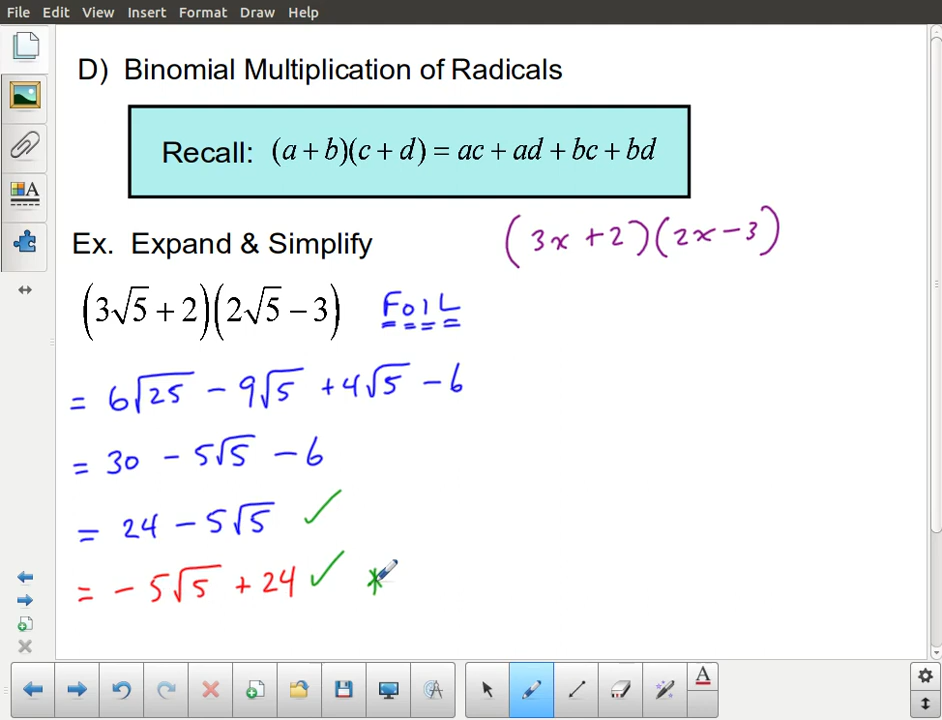 File Edit View Insert Format Draw Help
D) Binomial Multiplication of Radicals
Recall: (a + b)(c + d) = ac + ad + bc + bd
(3x + 2)(2x - 3)
Ex. Expand & Simplify
(3√5 + 2)(2√5 − 3) FOIL
= 6√25 - 9√5 + 4√5 - 6
= 30 - 5√5 - 6
= 24 - 5√5 ✓
= - 5√5 + 24 ✓ *
A
A